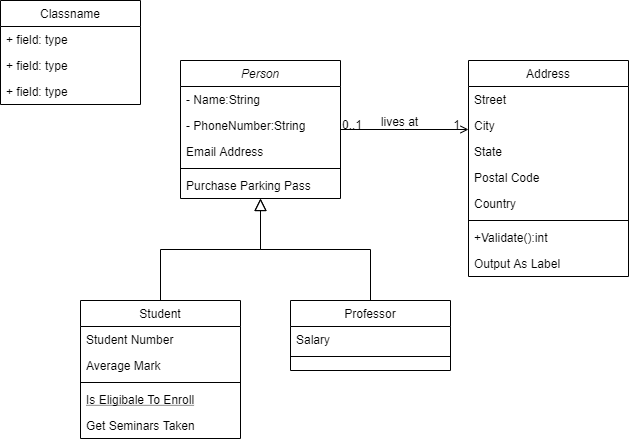 Classname
+ field: type
+ field: type
+ field: type
Person
- Name:String
- PhoneNumber:String
Email Address
Purchase Parking Pass
0..1
lives at
1
Address
Street
City
State
Postal Code
Country
+Validate():int
Output As Label
Student
Student Number
Average Mark
Is Eligibale To Enroll
Get Seminars Taken
Professor
Salary